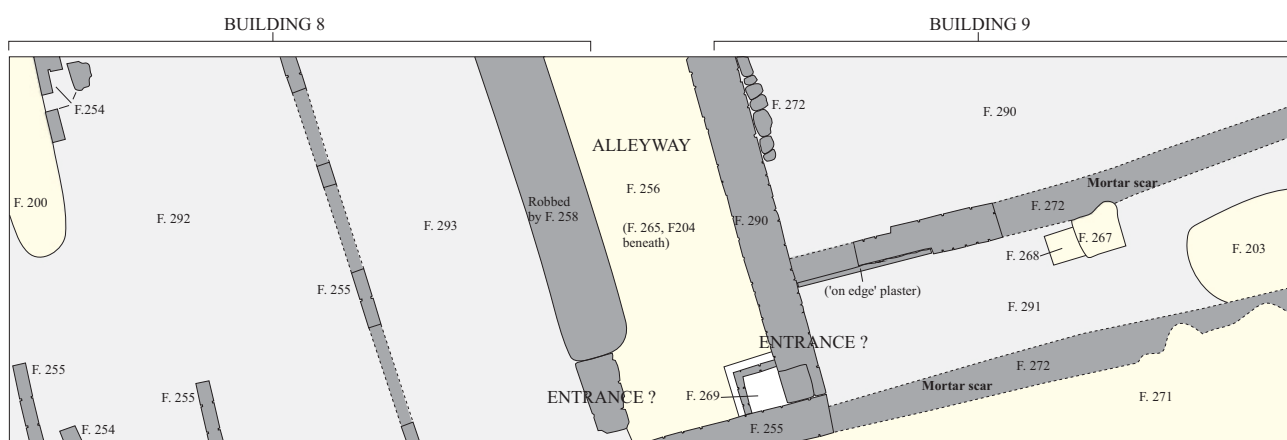 BUILDING 8
BUILDING 9
F.254
F. 272
F. 290
ALLEYWAY
Mortar scar
F. 256
F. 200
Robbed
by F. 258
F. 272
F. 292
F. 293
(F. 265, F204
beneath)
F. 290
F. 267
F. 268
F. 203
F. 255
('on edge' plaster)
F. 291
ENTRANCE ?
F. 255
F. 272
Mortar scar
F. 255
ENTRANCE ?
F. 269
F. 271
F. 254
F. 255